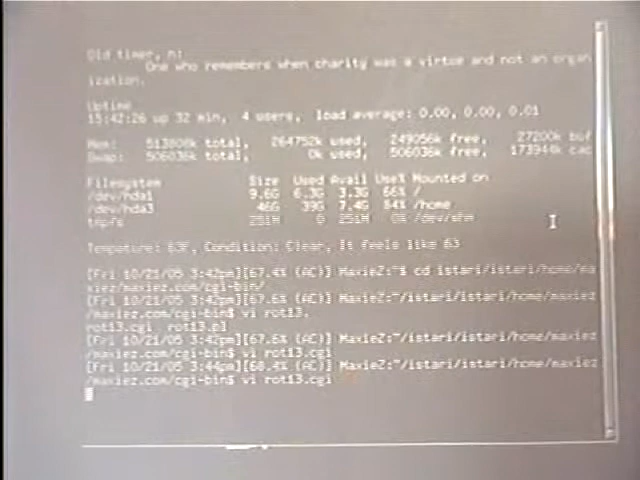 Old timer, n:
One who remembers when charity was a virtue and not an organ
ization.
Uptime
15:42:26 up 32 min, 4 users, load average: 0.00, 0.00, 0.01
Mem: 513808k total, 264752k used, 249056k free, 27200k buf
Swap: 506036k total, 0k used, 506036k free, 173944k cac
Filesystem Size Used Avail Use% Mounted on
/dev/hda1 9.6G 6.3G 3.3G 66% /
/dev/hda3 46G 39G 7.4G 84% /home
tmpfs 251M 0 251M 0% /dev/shm
Tempature: 63F, Condition: Clear, It feels like 63
[Fri 10/21/05 3:42pm][67.4% (AC)] MaxieZ:~$ cd istari/istari/home/ma
xiez/maxiez.com/cgi-bin/
[Fri 10/21/05 3:42pm][67.6% (AC)] MaxieZ:~/istari/istari/home/maxiez
/maxiez.com/cgi-bin$ vi rot13.
rot13.cgi rot13.pl
[Fri 10/21/05 3:42pm][67.6% (AC)] MaxieZ:~/istari/istari/home/maxiez
/maxiez.com/cgi-bin$ vi rot13.cgi
[Fri 10/21/05 3:44pm][68.4% (AC)] MaxieZ:~/istari/istari/home/maxiez
/maxiez.com/cgi-bin$ vi rot13.cgi